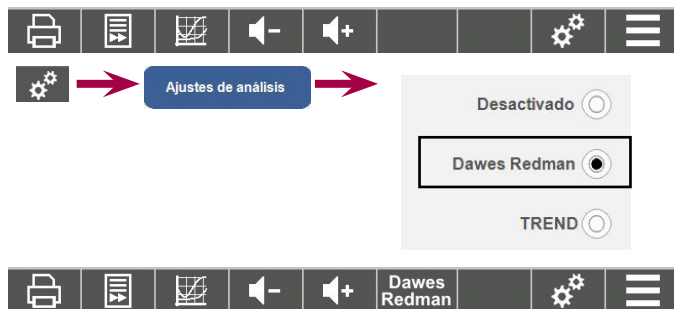 Ajustes de análisis
Desactivado
Dawes Redman
TREND
Dawes
Redman